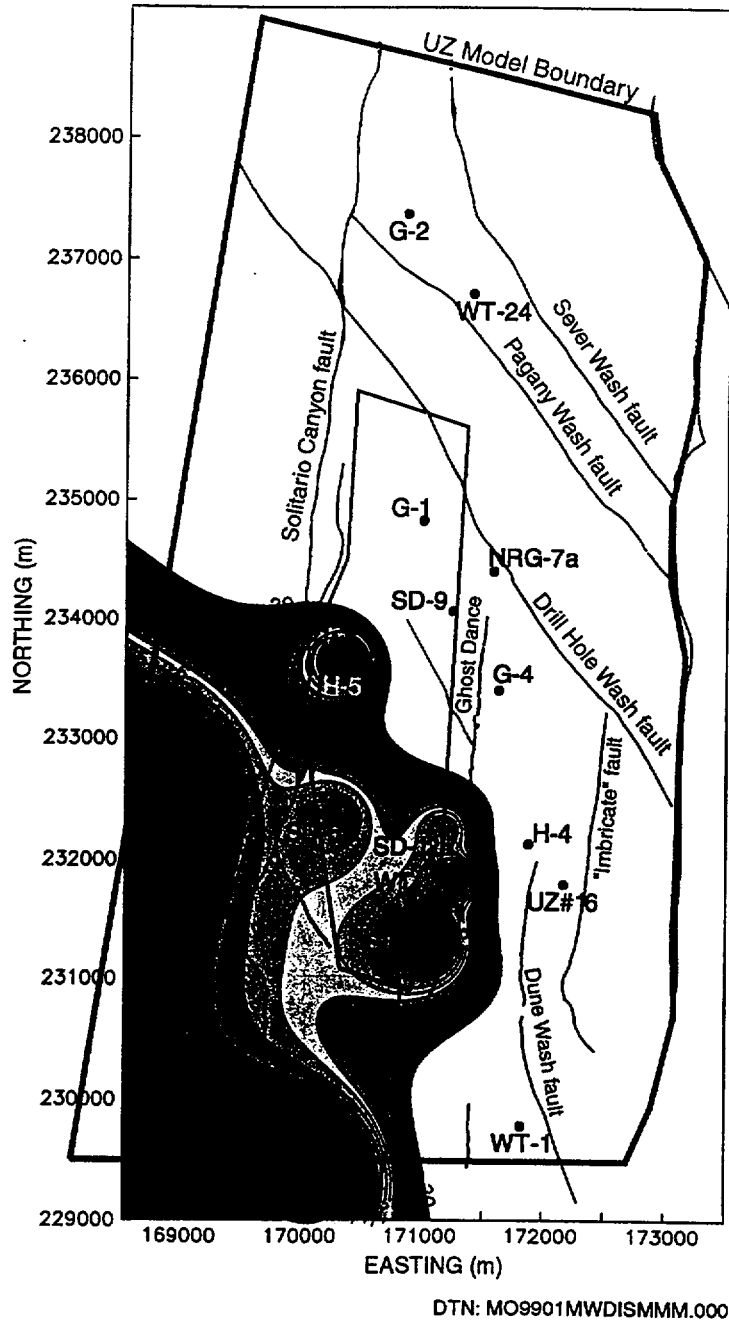 UZ Model Boundary
238000
G-2
237000
WT-24
Sever Wash fault
Pagany Wash fault
236000
Solitario Canyon fault
235000
G-1
NRG-7a
SD-9
234000
Ghost Dance
Drill Hole Wash fault
G-4
H-5
NORTHING (m)
233000
"Imbricate" fault
H-4
232000
UZ#16
231000
Dune Wash fault
230000
WT-1
229000
169000 170000 171000 172000 173000
EASTING (m)
DTN: MO9901MWDISMMM.000